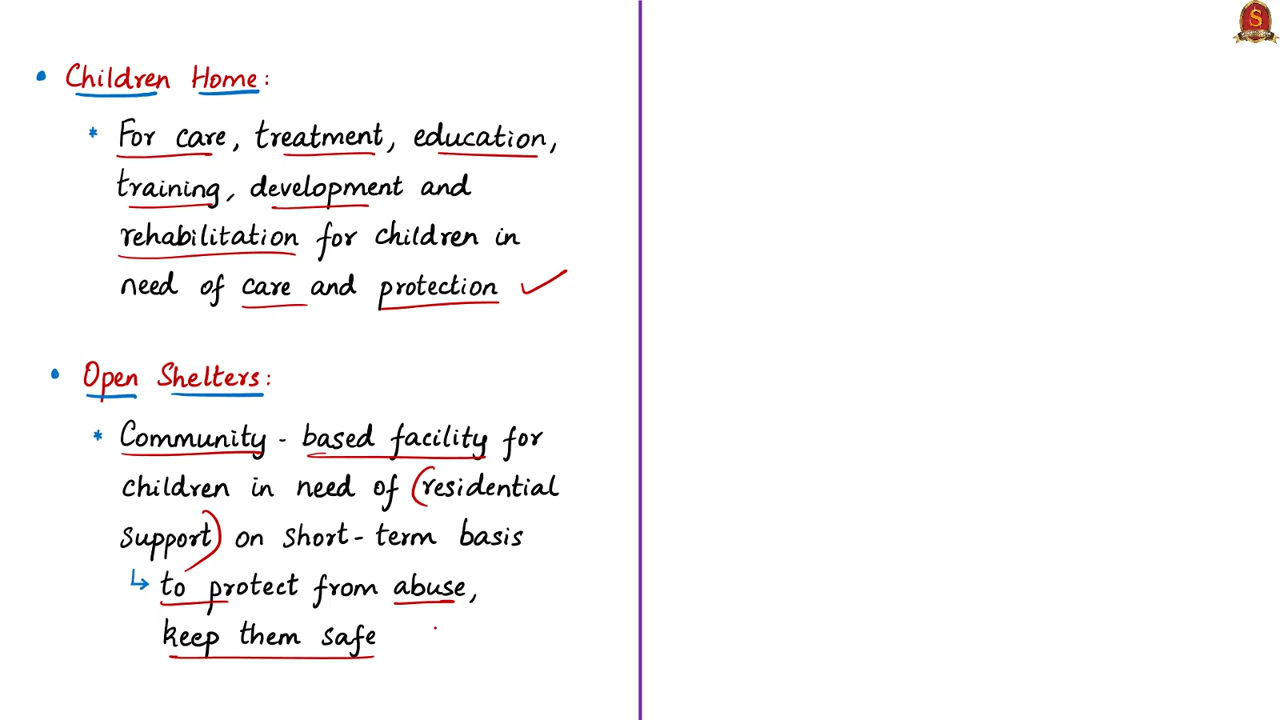 • Children Home:
* For care, treatment, education,
training, development and
rehabilitation for children in
need of care and protection ✓
• Open Shelters:
* Community - based facility for
children in need of (residential
support) on short-term basis
↳ to protect from abuse,
keep them safe